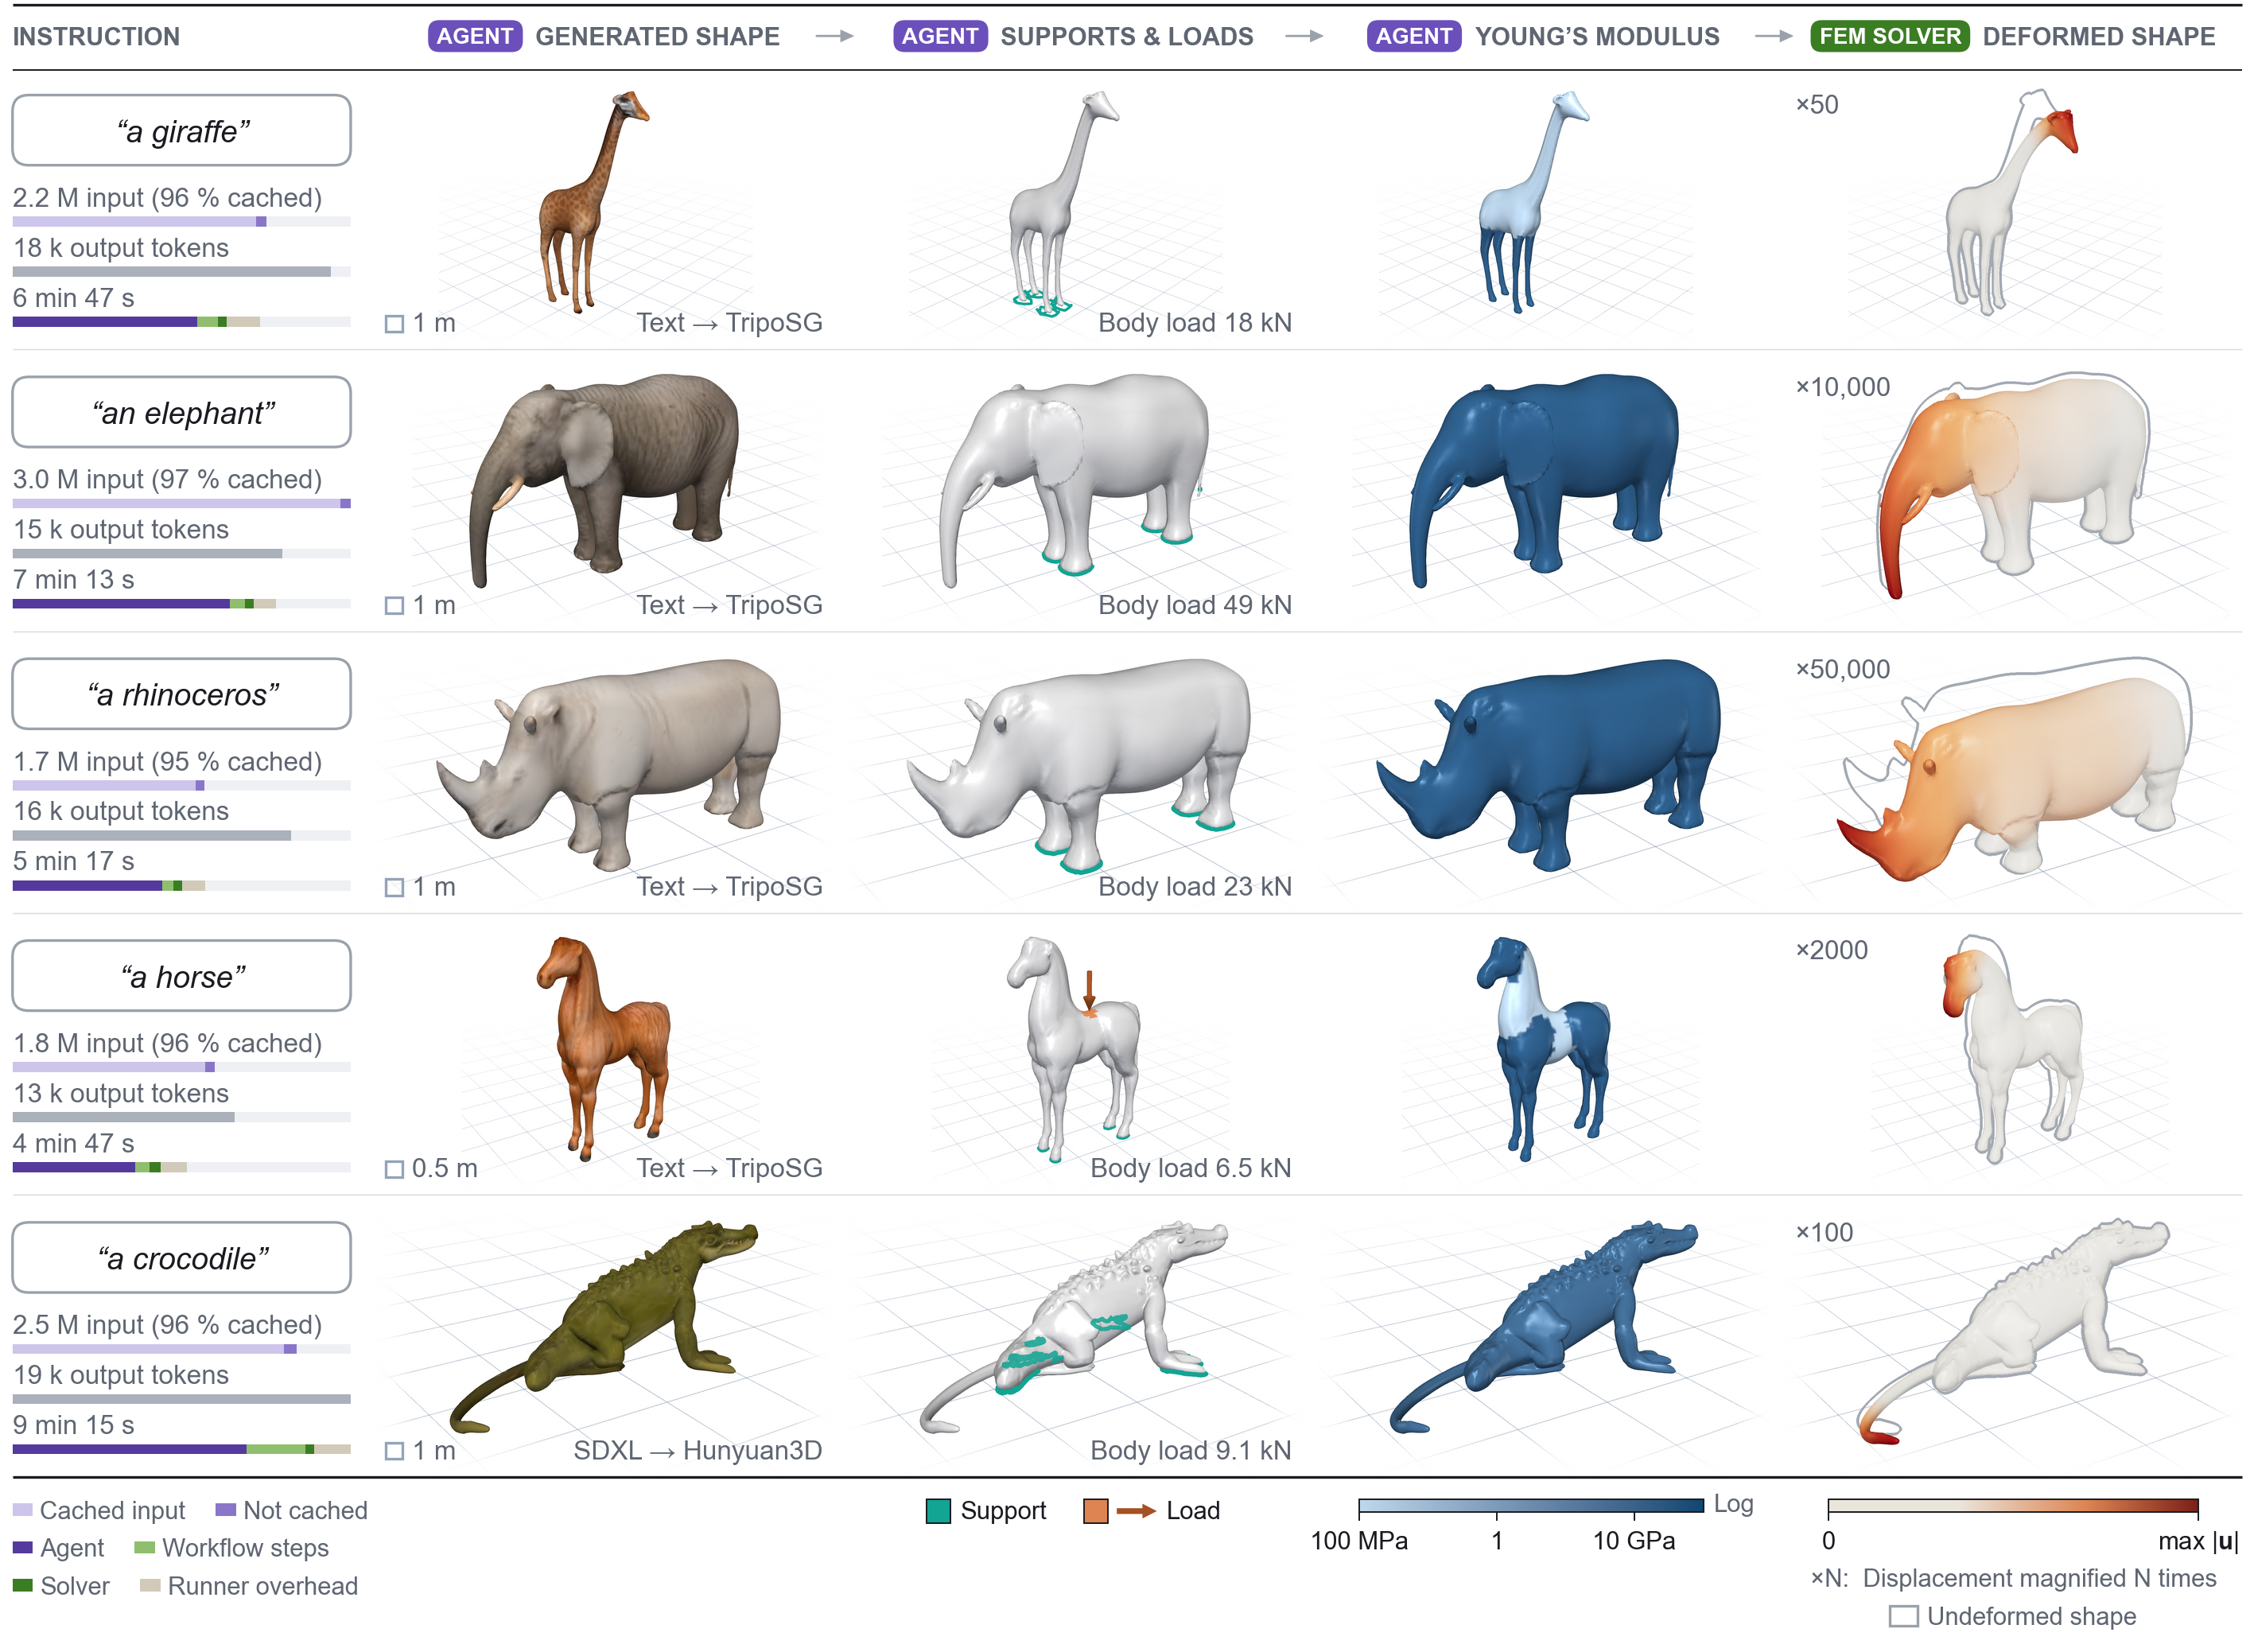 INSTRUCTION
AGENT GENERATED SHAPE → AGENT SUPPORTS & LOADS → AGENT YOUNG’S MODULUS → FEM SOLVER DEFORMED SHAPE
“a giraffe”
2.2 M input (96 % cached)
18 k output tokens
6 min 47 s
1 m
Text → TripoSG
Body load 18 kN
×50
“an elephant”
3.0 M input (97 % cached)
15 k output tokens
7 min 13 s
1 m
Text → TripoSG
Body load 49 kN
×10,000
“a rhinoceros”
1.7 M input (95 % cached)
16 k output tokens
5 min 17 s
1 m
Text → TripoSG
Body load 23 kN
×50,000
“a horse”
1.8 M input (96 % cached)
13 k output tokens
4 min 47 s
0.5 m
Text → TripoSG
Body load 6.5 kN
×2000
“a crocodile”
2.5 M input (96 % cached)
19 k output tokens
9 min 15 s
1 m
SDXL → Hunyuan3D
Body load 9.1 kN
×100
Cached input Not cached
Agent Workflow steps
Solver Runner overhead
Support Load
Log
100 MPa 1 10 GPa
0 max |u|
×N: Displacement magnified N times
Undeformed shape